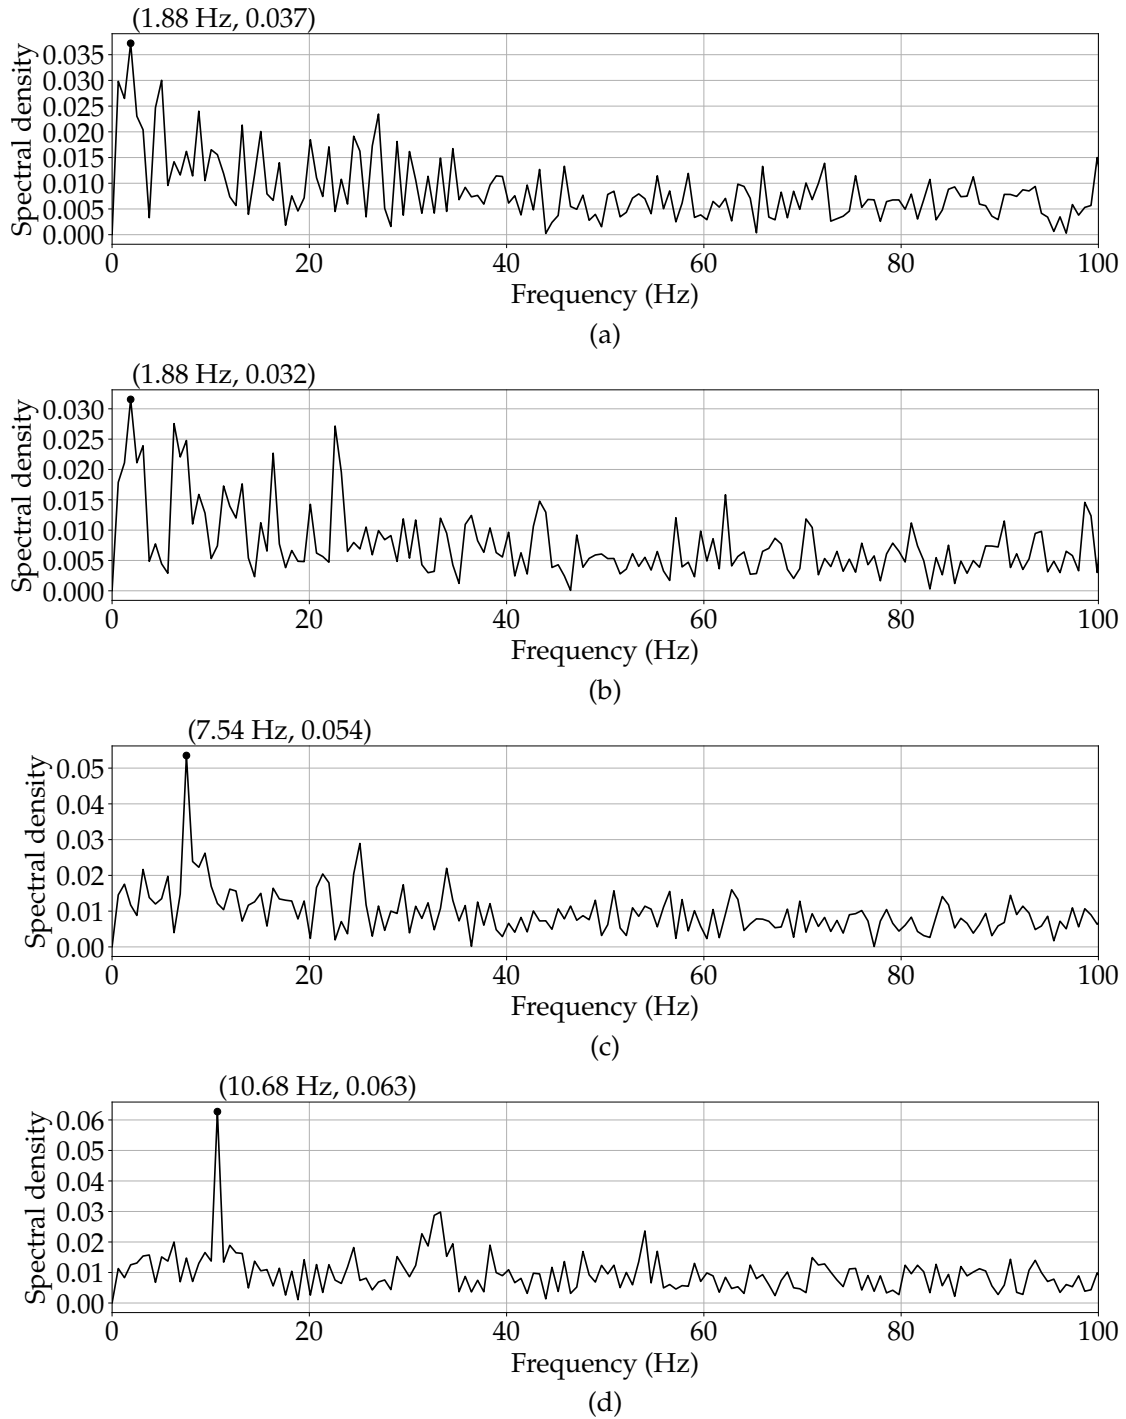 (1.88 Hz, 0.037)
Spectral density
0.035
0.030
0.025
0.020
0.015
0.010
0.005
0.000
0 20 40 60 80 100
Frequency (Hz)
(a)
(1.88 Hz, 0.032)
Spectral density
0.030
0.025
0.020
0.015
0.010
0.005
0.000
0 20 40 60 80 100
Frequency (Hz)
(b)
(7.54 Hz, 0.054)
Spectral density
0.05
0.04
0.03
0.02
0.01
0.00
0 20 40 60 80 100
Frequency (Hz)
(c)
(10.68 Hz, 0.063)
Spectral density
0.06
0.05
0.04
0.03
0.02
0.01
0.00
0 20 40 60 80 100
Frequency (Hz)
(d)